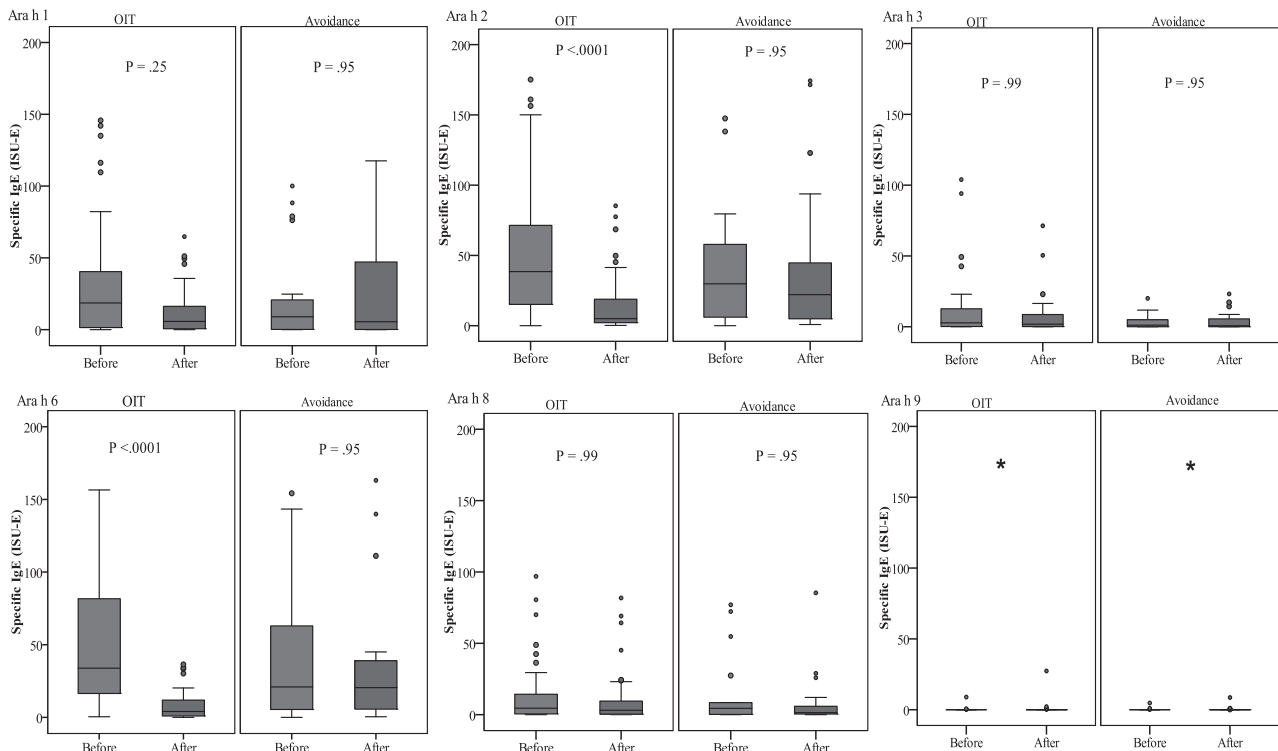 Ara h 1
OIT
Avoidance
P = .25
P = .95
Specific IgE (ISU-E)
200
150
100
50
0
Before
After
Before
After
Ara h 2
OIT
Avoidance
P <.0001
P = .95
Specific IgE (ISU-E)
200
150
100
50
0
Before
After
Before
After
Ara h 3
OIT
Avoidance
P = .99
P = .95
Specific IgE (ISU-E)
200
150
100
50
0
Before
After
Before
After
Ara h 6
OIT
Avoidance
P <.0001
P = .95
Specific IgE (ISU-E)
200
150
100
50
0
Before
After
Before
After
Ara h 8
OIT
Avoidance
P = .99
P = .95
Specific IgE (ISU-E)
200
150
100
50
0
Before
After
Before
After
Ara h 9
OIT
Avoidance
*
*
Specific IgE (ISU-E)
200
150
100
50
0
Before
After
Before
After